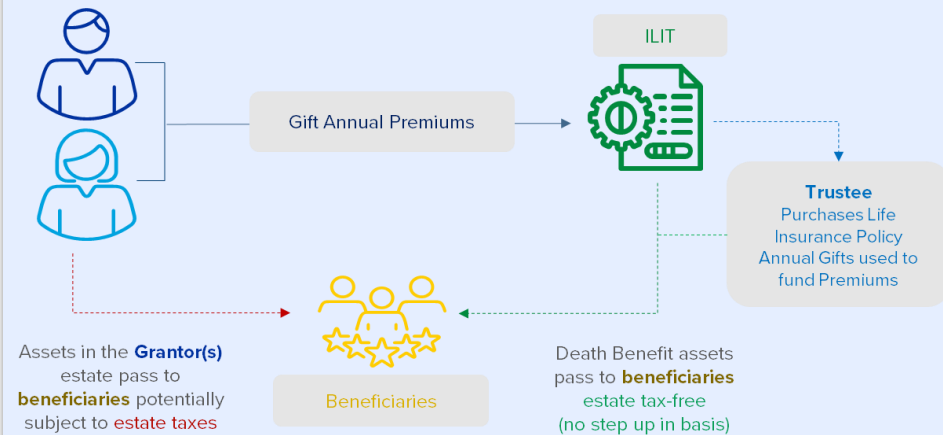 ILIT
Gift Annual Premiums
Trustee
Purchases Life
Insurance Policy
Annual Gifts used to
fund Premiums
Assets in the Grantor(s)
estate pass to
beneficiaries potentially
subject to estate taxes
Beneficiaries
Death Benefit assets
pass to beneficiaries
estate tax-free
(no step up in basis)